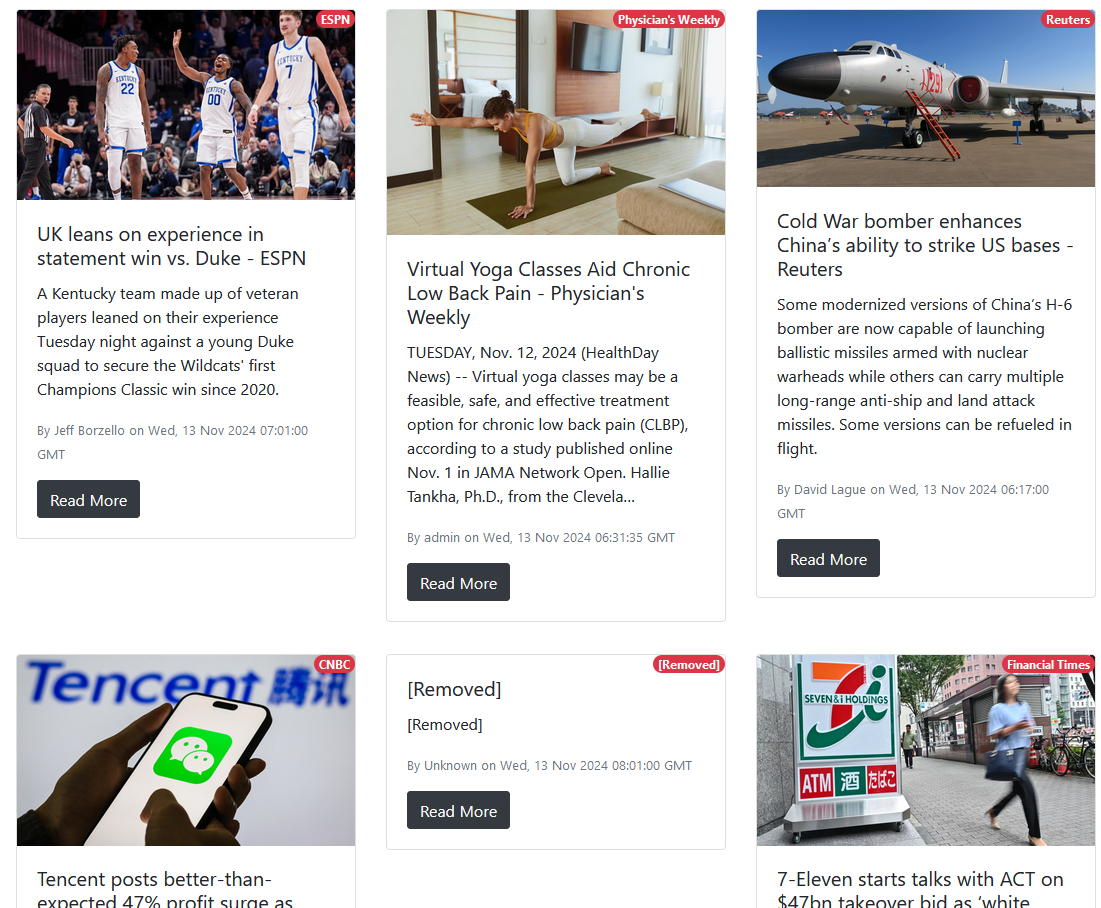 ESPN
KENTUCKY
22
KENTUCKY
00
KENTUCKY
7
UK leans on experience in
statement win vs. Duke - ESPN
A Kentucky team made up of veteran
players leaned on their experience
Tuesday night against a young Duke
squad to secure the Wildcats' first
Champions Classic win since 2020.
By Jeff Borzello on Wed, 13 Nov 2024 07:01:00
GMT
Read More
Physician's Weekly
Virtual Yoga Classes Aid Chronic
Low Back Pain - Physician's
Weekly
TUESDAY, Nov. 12, 2024 (HealthDay
News) -- Virtual yoga classes may be a
feasible, safe, and effective treatment
option for chronic low back pain (CLBP),
according to a study published online
Nov. 1 in JAMA Network Open. Hallie
Tankha, Ph.D., from the Clevela...
By admin on Wed, 13 Nov 2024 06:31:35 GMT
Read More
Reuters
Cold War bomber enhances
China’s ability to strike US bases -
Reuters
Some modernized versions of China’s H-6
bomber are now capable of launching
ballistic missiles armed with nuclear
warheads while others can carry multiple
long-range anti-ship and land attack
missiles. Some versions can be refueled in
flight.
By David Lague on Wed, 13 Nov 2024 06:17:00
GMT
Read More
CNBC
Tencent 腾讯
Tencent posts better-than-
expected 47% profit surge as
[Removed]
[Removed]
[Removed]
By Unknown on Wed, 13 Nov 2024 08:01:00 GMT
Read More
Financial Times
SEVEN & i HOLDINGS
ATM 酒 たばこ
7-Eleven starts talks with ACT on
$47bn takeover bid as ‘white